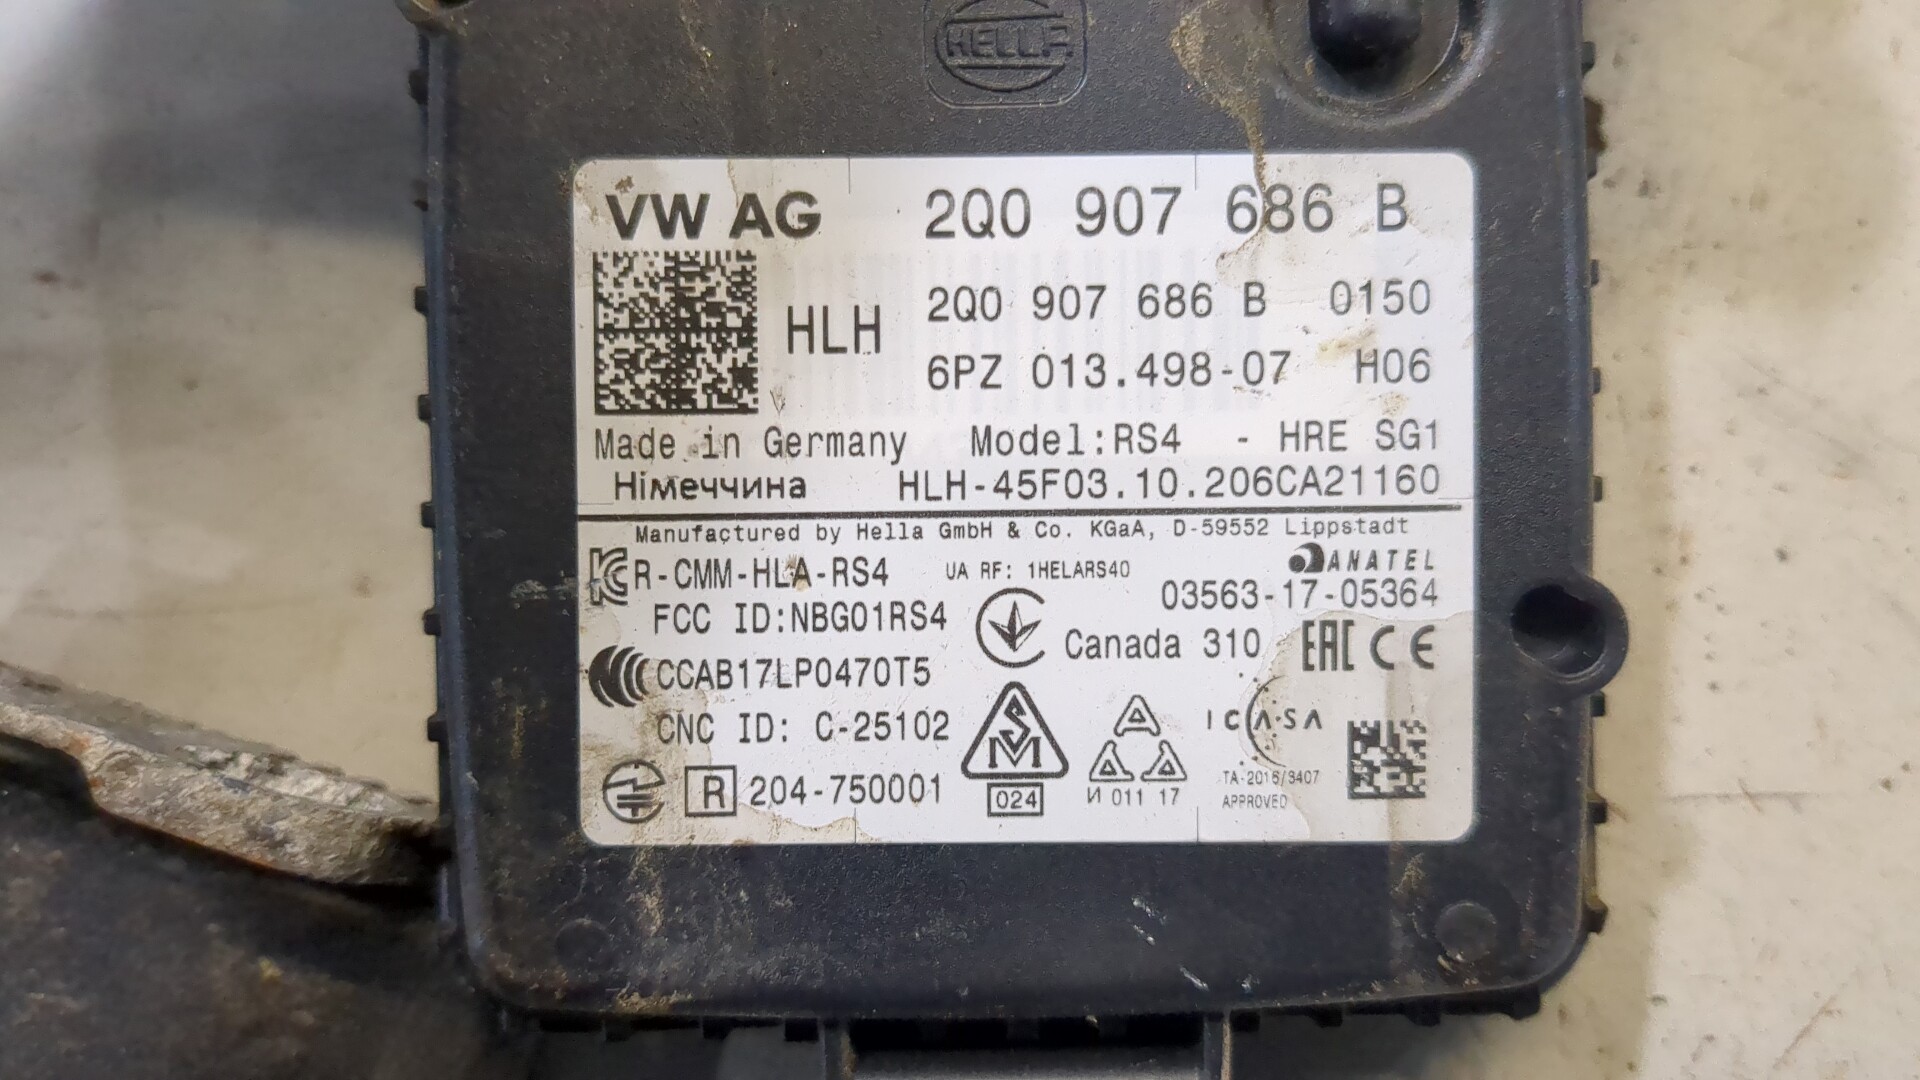 HELLA
VW AG 2Q0 907 686 B
HLH 2Q0 907 686 B 0150
6PZ 013.498-07 H06
Made in Germany Model:RS4 - HRE SG1
Німеччина HLH-45F03.10.206CA21160
Manufactured by Hella GmbH & Co. KGaA, D-59552 Lippstadt
R-CMM-HLA-RS4 UA RF: 1HELARS40 ANATEL
FCC ID:NBG01RS4 03563-17-05364
Canada 310 EAC CE
CCAB17LP0470T5
CNC ID: C-25102 SM ICASA
R 204-750001 024 И 011 17 TA-2016/3407
APPROVED